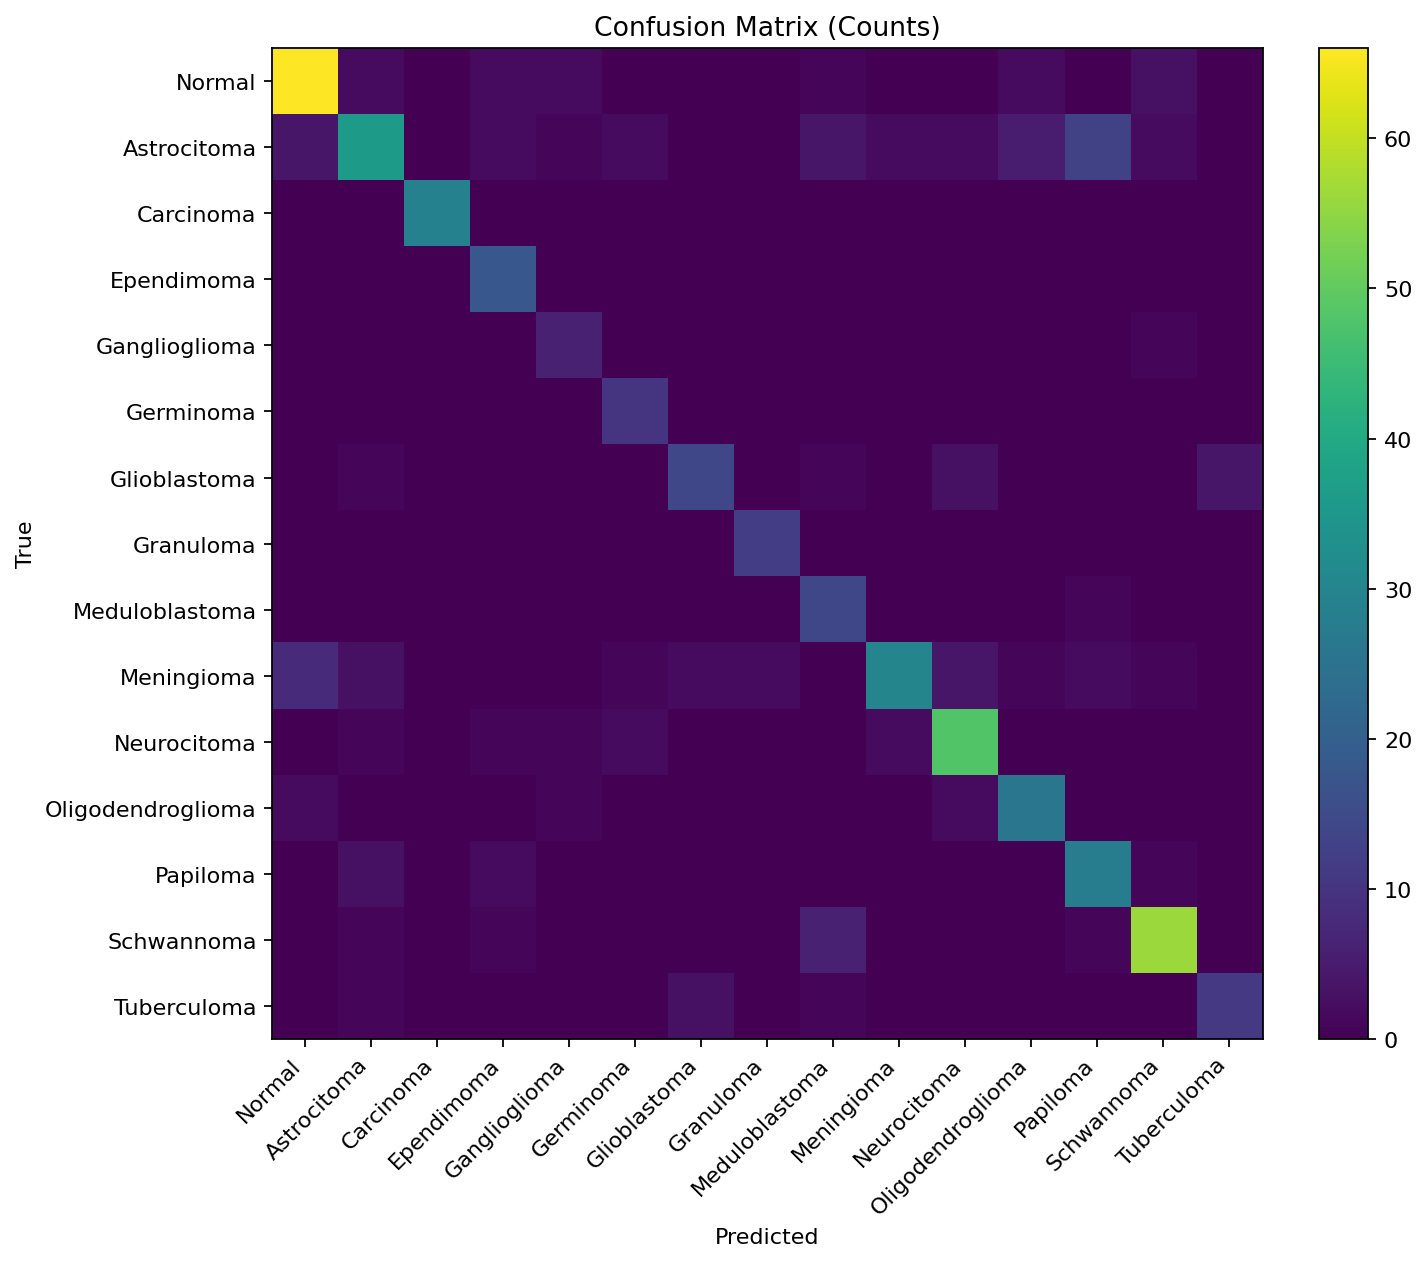 Confusion Matrix (Counts)
True
Normal
Astrocitoma
Carcinoma
Ependimoma
Ganglioglioma
Germinoma
Glioblastoma
Granuloma
Meduloblastoma
Meningioma
Neurocitoma
Oligodendroglioma
Papiloma
Schwannoma
Tuberculoma
Normal
Astrocitoma
Carcinoma
Ependimoma
Ganglioglioma
Germinoma
Glioblastoma
Granuloma
Meduloblastoma
Meningioma
Neurocitoma
Oligodendroglioma
Papiloma
Schwannoma
Tuberculoma
Predicted
60
50
40
30
20
10
0